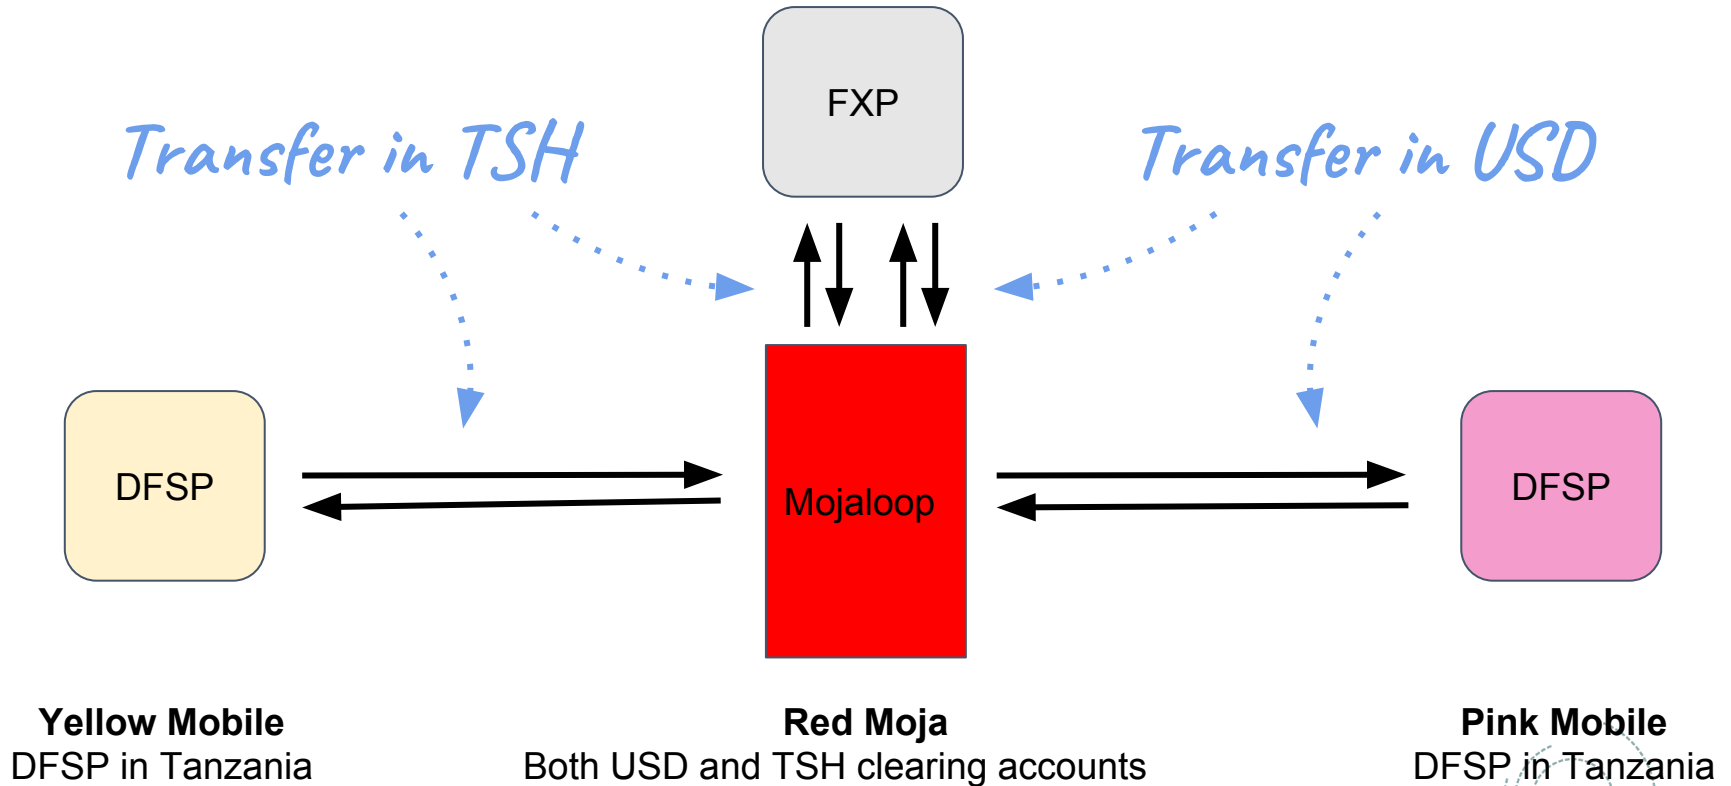 FXP
Transfer in TSH
Transfer in USD
DFSP
Mojaloop
DFSP
Yellow Mobile
DFSP in Tanzania
Red Moja
Both USD and TSH clearing accounts
Pink Mobile
DFSP in Tanzania